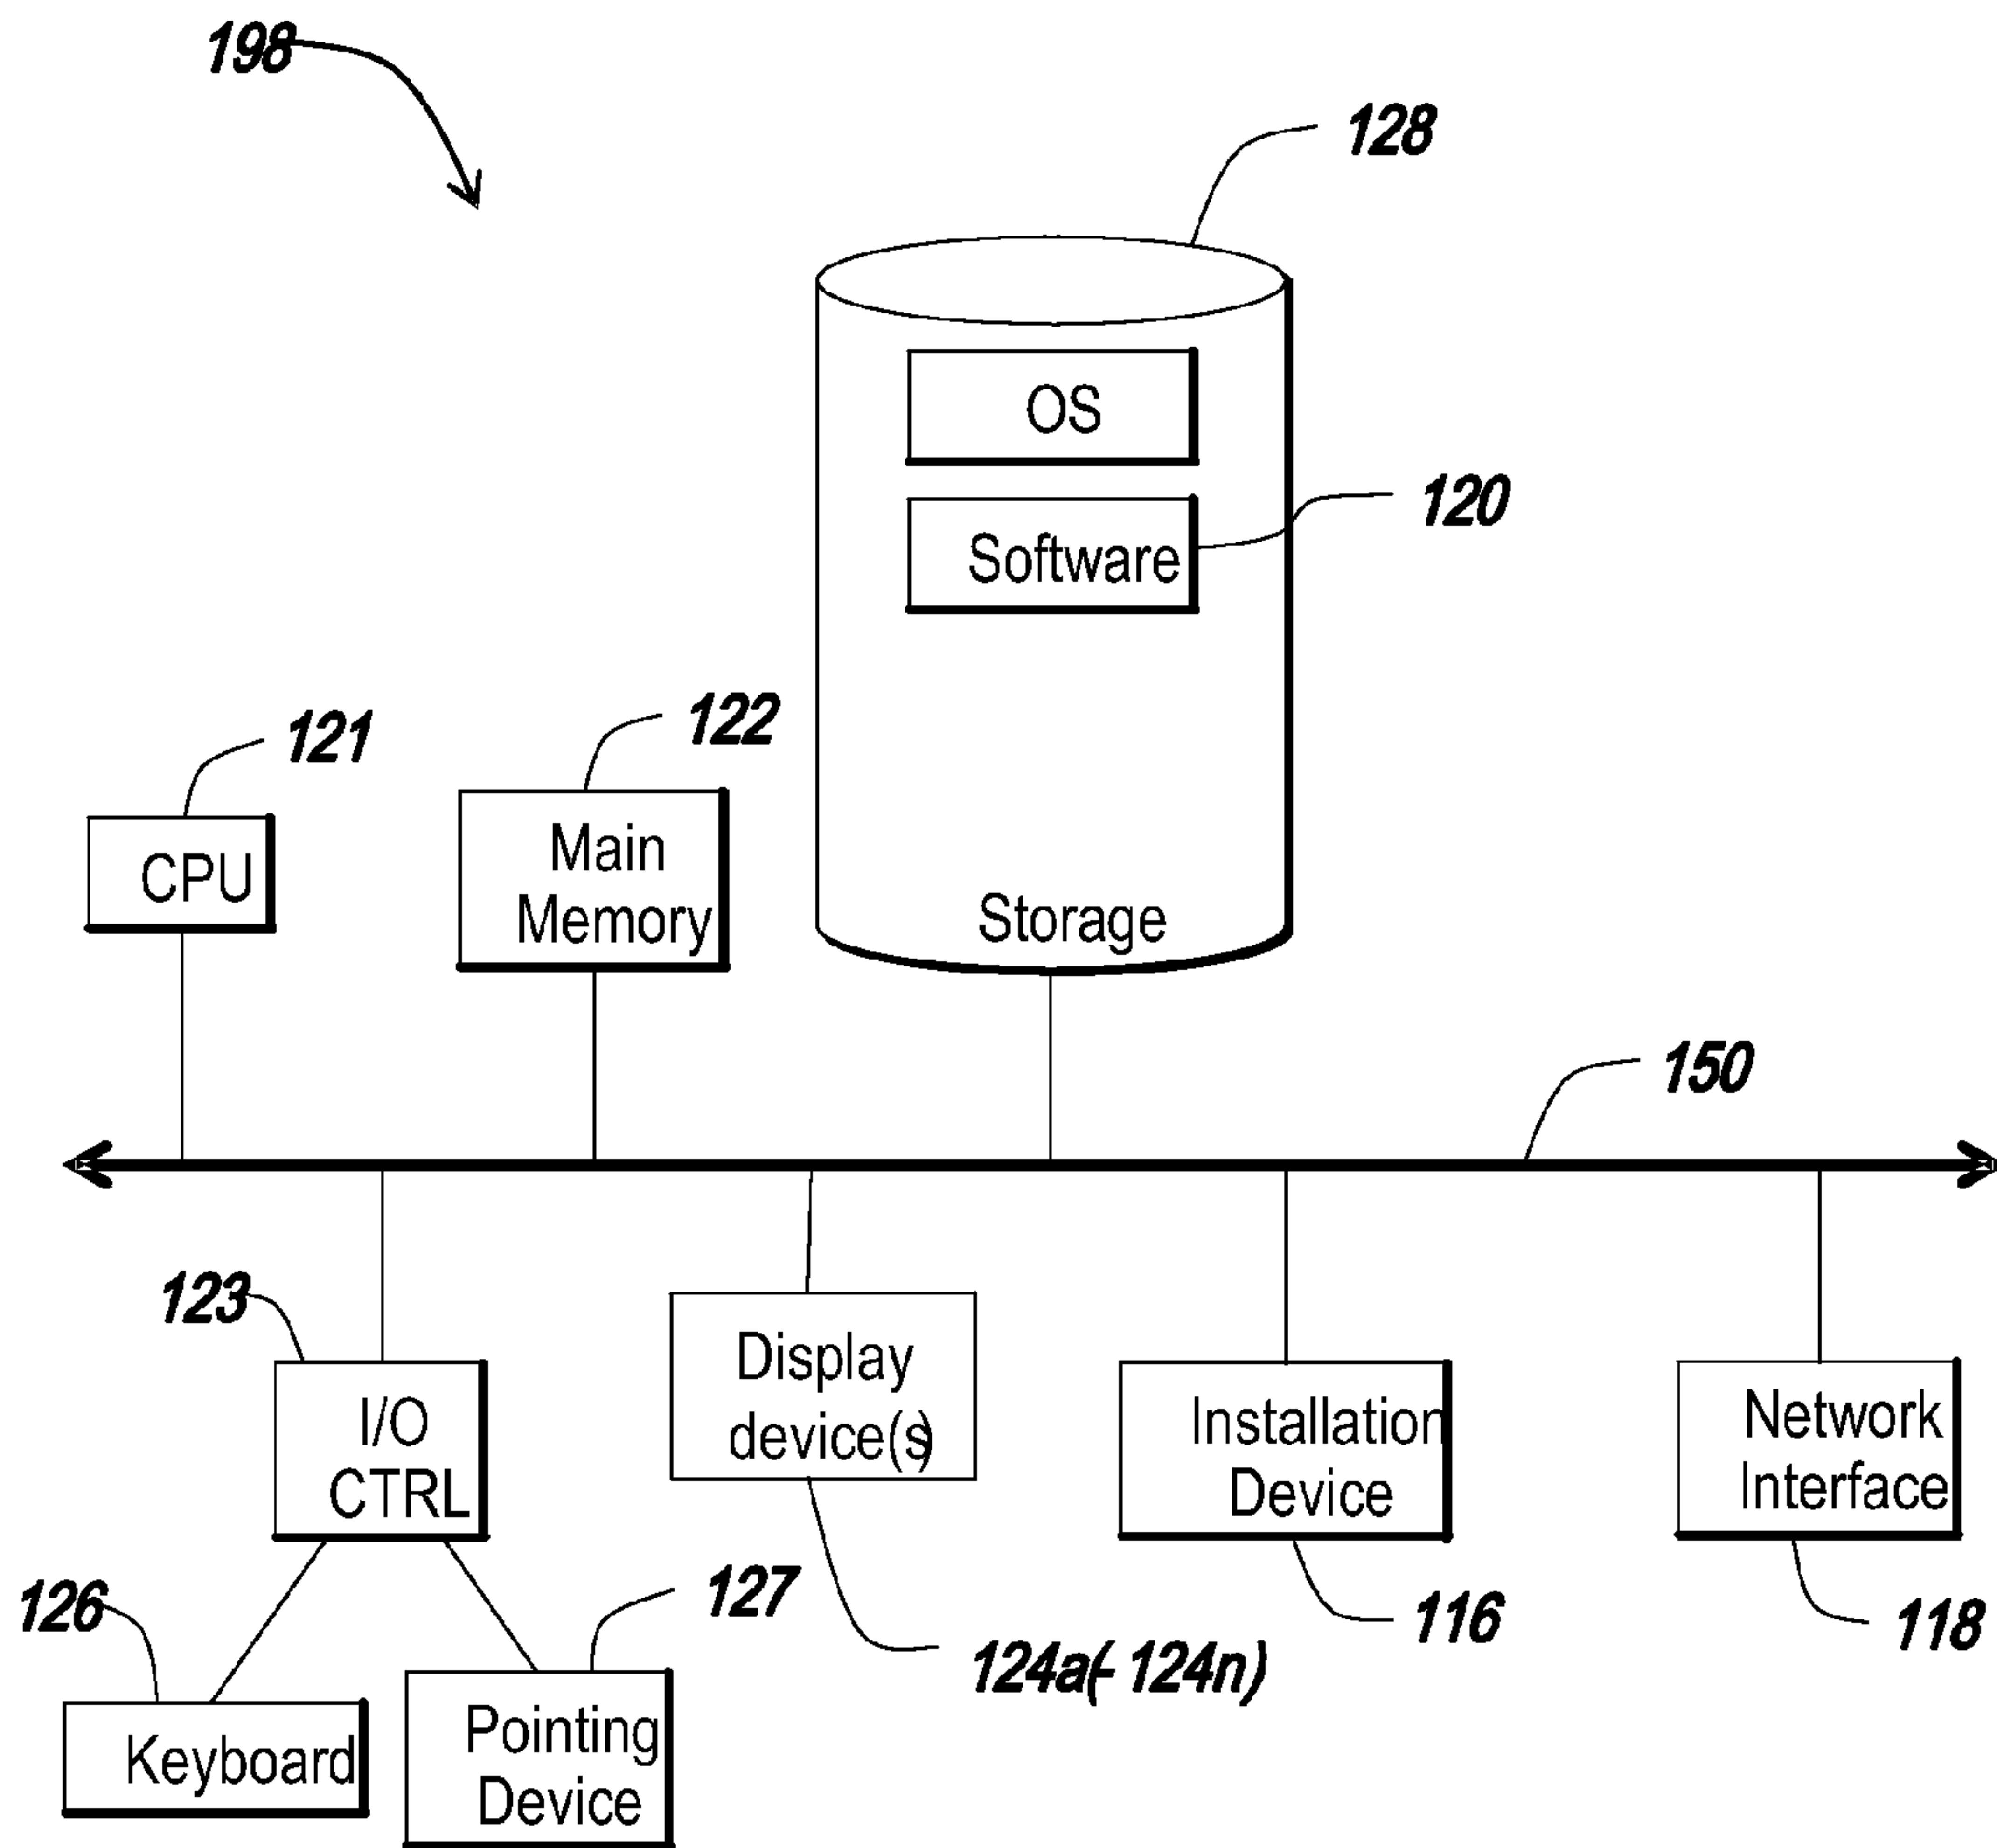 198
128
OS
120
Software
122
121
Main
CPU
Memory
Storage
150
123
Display
device(s)
I/O
CTRL
Installation
Device
Network
Interface
126
127
116
118
124a(- 124n)
Keyboard
Pointing
Device